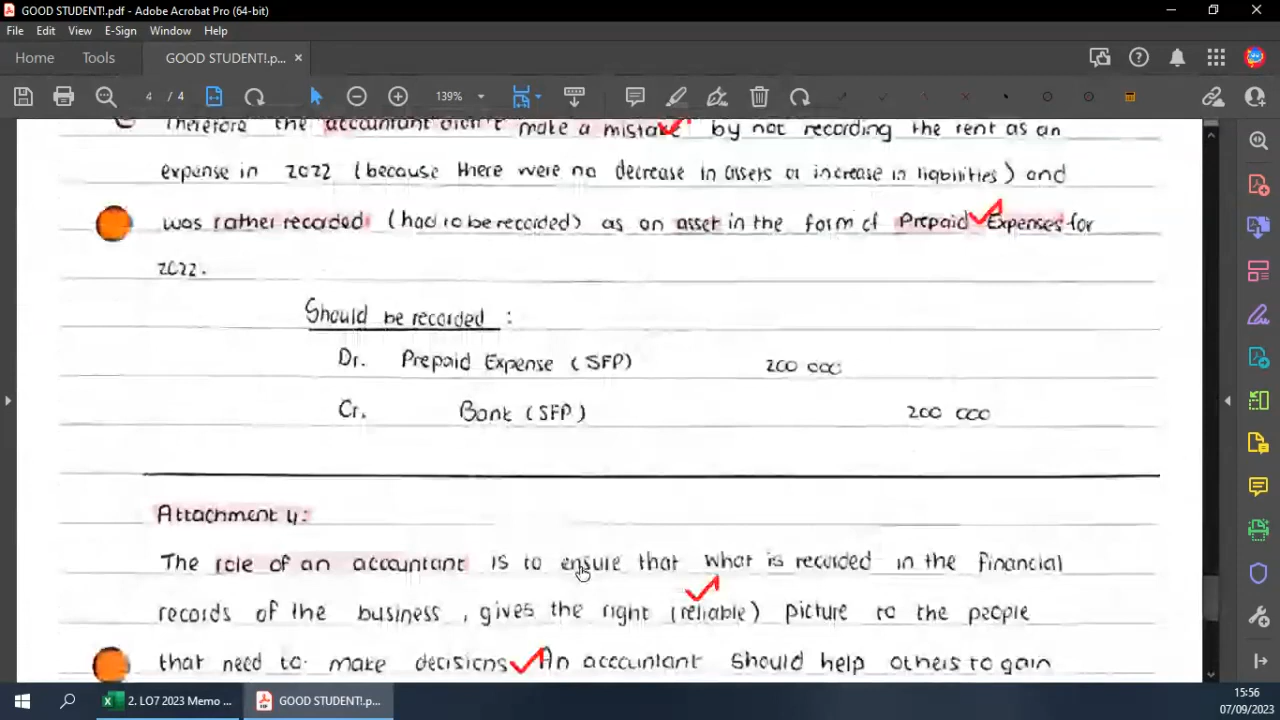 GOOD STUDENT!.pdf - Adobe Acrobat Pro (64-bit)
File Edit View E-Sign Window Help
Home Tools GOOD STUDENT!.p... ×
4 / 4 139%
Therefore the accountant didn't make a mistake by not recording the rent as an
expense in 2022 (because there were no decrease in assets or increase in liabilities) and
was rather recorded (had to be recorded) as an asset in the form of Prepaid Expenses for
2022.
Should be recorded :
Dr. Prepaid Expense (SFP) 200 000
Cr. Bank (SFP) 200 000
Attachment 4:
The role of an accountant is to ensure that what is recorded in the financial
records of the business, gives the right (reliable) picture to the people
that need to make decisions. An accountant should help others to gain
2. LO7 2023 Memo ... GOOD STUDENT!.p...
15:56
07/09/2023